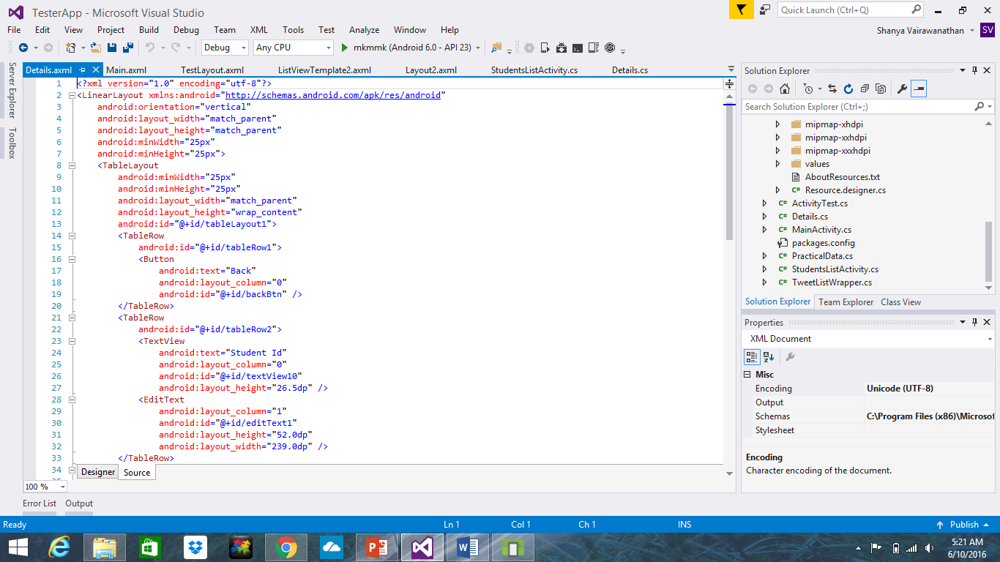 TesterApp - Microsoft Visual Studio
Quick Launch (Ctrl+Q)
File Edit View Project Build Debug Team XML Tools Test Analyze Window Help
Shanya Vairawanathan SV
Debug Any CPU mkmmk (Android 6.0 - API 23)
Server Explorer
Toolbox
Details.axml Main.axml TestLayout.axml ListViewTemplate2.axml Layout2.axml StudentsListActivity.cs Details.cs
1 <?xml version="1.0" encoding="utf-8"?>
2 <LinearLayout xmlns:android="http://schemas.android.com/apk/res/android"
3 android:orientation="vertical"
4 android:layout_width="match_parent"
5 android:layout_height="match_parent"
6 android:minWidth="25px"
7 android:minHeight="25px">
8 <TableLayout
9 android:minWidth="25px"
10 android:minHeight="25px"
11 android:layout_width="match_parent"
12 android:layout_height="wrap_content"
13 android:id="@+id/tableLayout1">
14 <TableRow
15 android:id="@+id/tableRow1">
16 <Button
17 android:text="Back"
18 android:layout_column="0"
19 android:id="@+id/backBtn" />
20 </TableRow>
21 <TableRow
22 android:id="@+id/tableRow2">
23 <TextView
24 android:text="Student Id"
25 android:layout_column="0"
26 android:id="@+id/textView10"
27 android:layout_height="26.5dp" />
28 <EditText
29 android:layout_column="1"
30 android:id="@+id/editText1"
31 android:layout_height="52.0dp"
32 android:layout_width="239.0dp" />
33 </TableRow>
34
Designer Source
100 %
Error List Output
Solution Explorer
Search Solution Explorer (Ctrl+;)
mipmap-xhdpi
mipmap-xxhdpi
mipmap-xxxhdpi
values
AboutResources.txt
C# Resource.designer.cs
C# ActivityTest.cs
C# Details.cs
C# MainActivity.cs
packages.config
C# PracticalData.cs
C# StudentsListActivity.cs
C# TweetListWrapper.cs
Solution Explorer Team Explorer Class View
Properties
XML Document
Misc
Encoding Unicode (UTF-8)
Output
Schemas C:\Program Files (x86)\Microsof
Stylesheet
Encoding
Character encoding of the document.
Ready Ln 1 Col 1 Ch 1 INS Publish
5:21 AM
6/10/2016